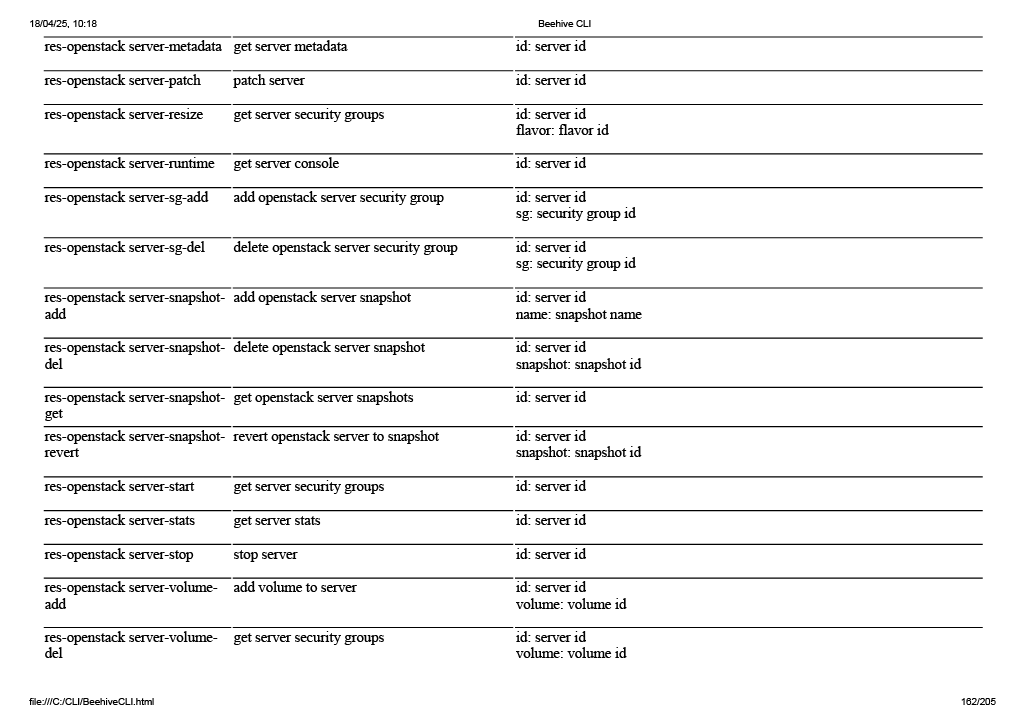 18/04/25, 10:18 Beehive CLI
res-openstack server-metadata get server metadata id: server id
res-openstack server-patch patch server id: server id
res-openstack server-resize get server security groups id: server id
flavor: flavor id
res-openstack server-runtime get server console id: server id
res-openstack server-sg-add add openstack server security group id: server id
sg: security group id
res-openstack server-sg-del delete openstack server security group id: server id
sg: security group id
res-openstack server-snapshot- add openstack server snapshot id: server id
add name: snapshot name
res-openstack server-snapshot- delete openstack server snapshot id: server id
del snapshot: snapshot id
res-openstack server-snapshot- get openstack server snapshots id: server id
get
res-openstack server-snapshot- revert openstack server to snapshot id: server id
revert snapshot: snapshot id
res-openstack server-start get server security groups id: server id
res-openstack server-stats get server stats id: server id
res-openstack server-stop stop server id: server id
res-openstack server-volume- add volume to server id: server id
add volume: volume id
res-openstack server-volume- get server security groups id: server id
del volume: volume id
file:///C:/CLI/BeehiveCLI.html 162/205